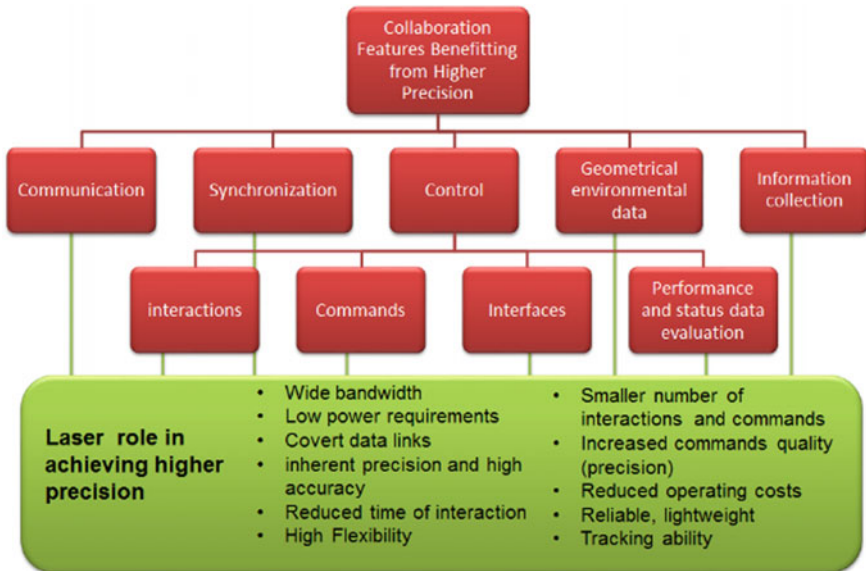 Collaboration
Features Benefitting
from Higher
Precision
Communication
Synchronization
Control
Geometrical
environmental
data
Information
collection
interactions
Commands
Interfaces
Performance
and status data
evaluation
Laser role in
achieving higher
precision
• Wide bandwidth
• Low power requirements
• Covert data links
• inherent precision and high
accuracy
• Reduced time of interaction
• High Flexibility
• Smaller number of
interactions and commands
• Increased commands quality
(precision)
• Reduced operating costs
• Reliable, lightweight
• Tracking ability